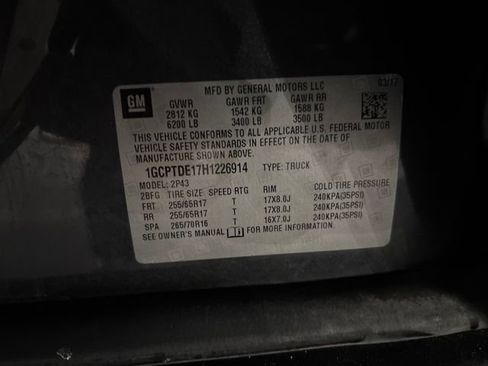 GM
MFD BY GENERAL MOTORS LLC 03/17
GVWR GAWR FRT GAWR RR
2812 KG 1542 KG 1588 KG
6200 LB 3400 LB 3500 LB
THIS VEHICLE CONFORMS TO ALL APPLICABLE U.S. FEDERAL MOTOR
VEHICLE SAFETY STANDARDS IN EFFECT ON THE DATE OF
MANUFACTURE SHOWN ABOVE.
1GCPTDE17H1226914 TYPE: TRUCK
MODEL: 2P43
2BFG TIRE SIZE SPEED RTG RIM COLD TIRE PRESSURE
FRT 255/65R17 T 17X8.0J 240KPA(35PSI)
RR 255/65R17 T 17X8.0J 240KPA(35PSI)
SPA 265/70R16 T 16X7.0J 240KPA(35PSI)
SEE OWNER'S MANUAL FOR MORE INFORMATION.